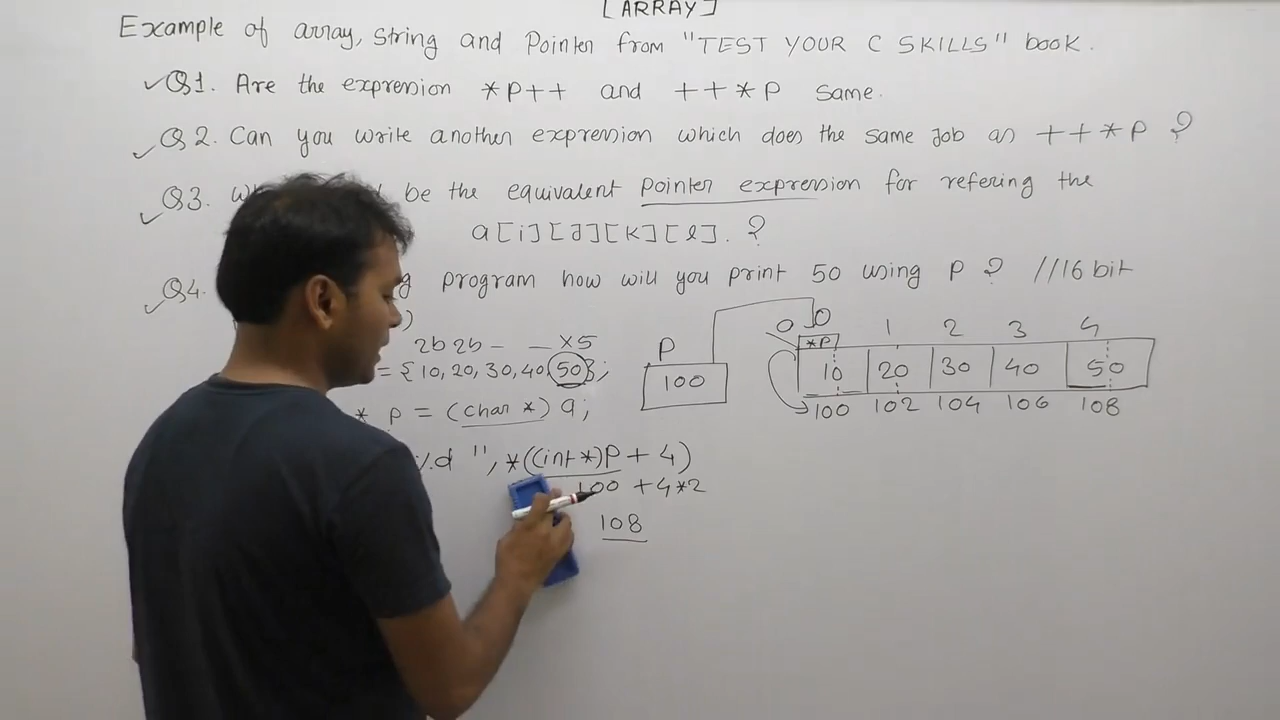 [ARRAY]
Example of array, String and Pointer from "TEST YOUR C SKILLS" book.
Q1. Are the expression *P++ and ++*P Same.
Q2. Can you write another expression which does the same Job as ++*P ?
Q3. be the equivalent pointer expression for refering the
a[i][J][K][l]. ?
Q4. program how will you print 50 using P ? //16 bit
)
2b 2b - - X5
= {10, 20, 30, 40, 50};
* p = (char *) a;
%d ", *((int *)P + 4)
100 + 4*2
108
P
100
0 0 1 2 3 4
*P
10 20 30 40 50
100 102 104 106 108